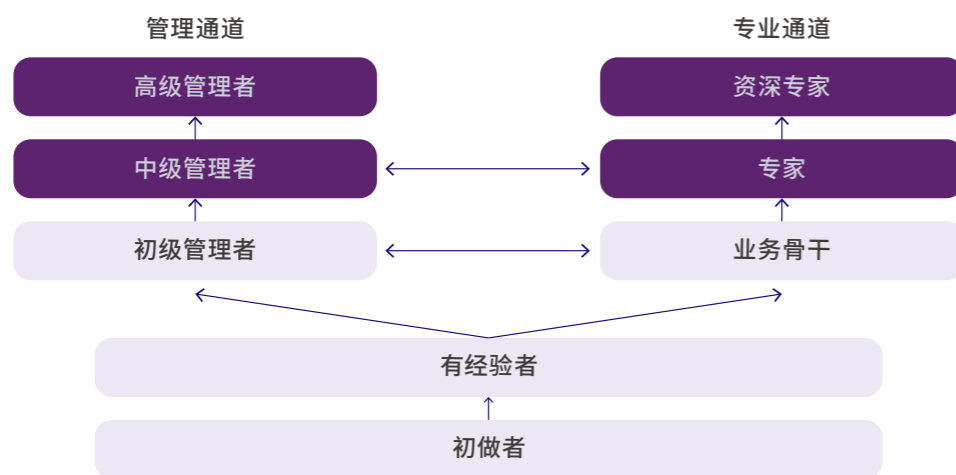 管理通道
专业通道
高级管理者
资深专家
中级管理者
专家
初级管理者
业务骨干
有经验者
初做者